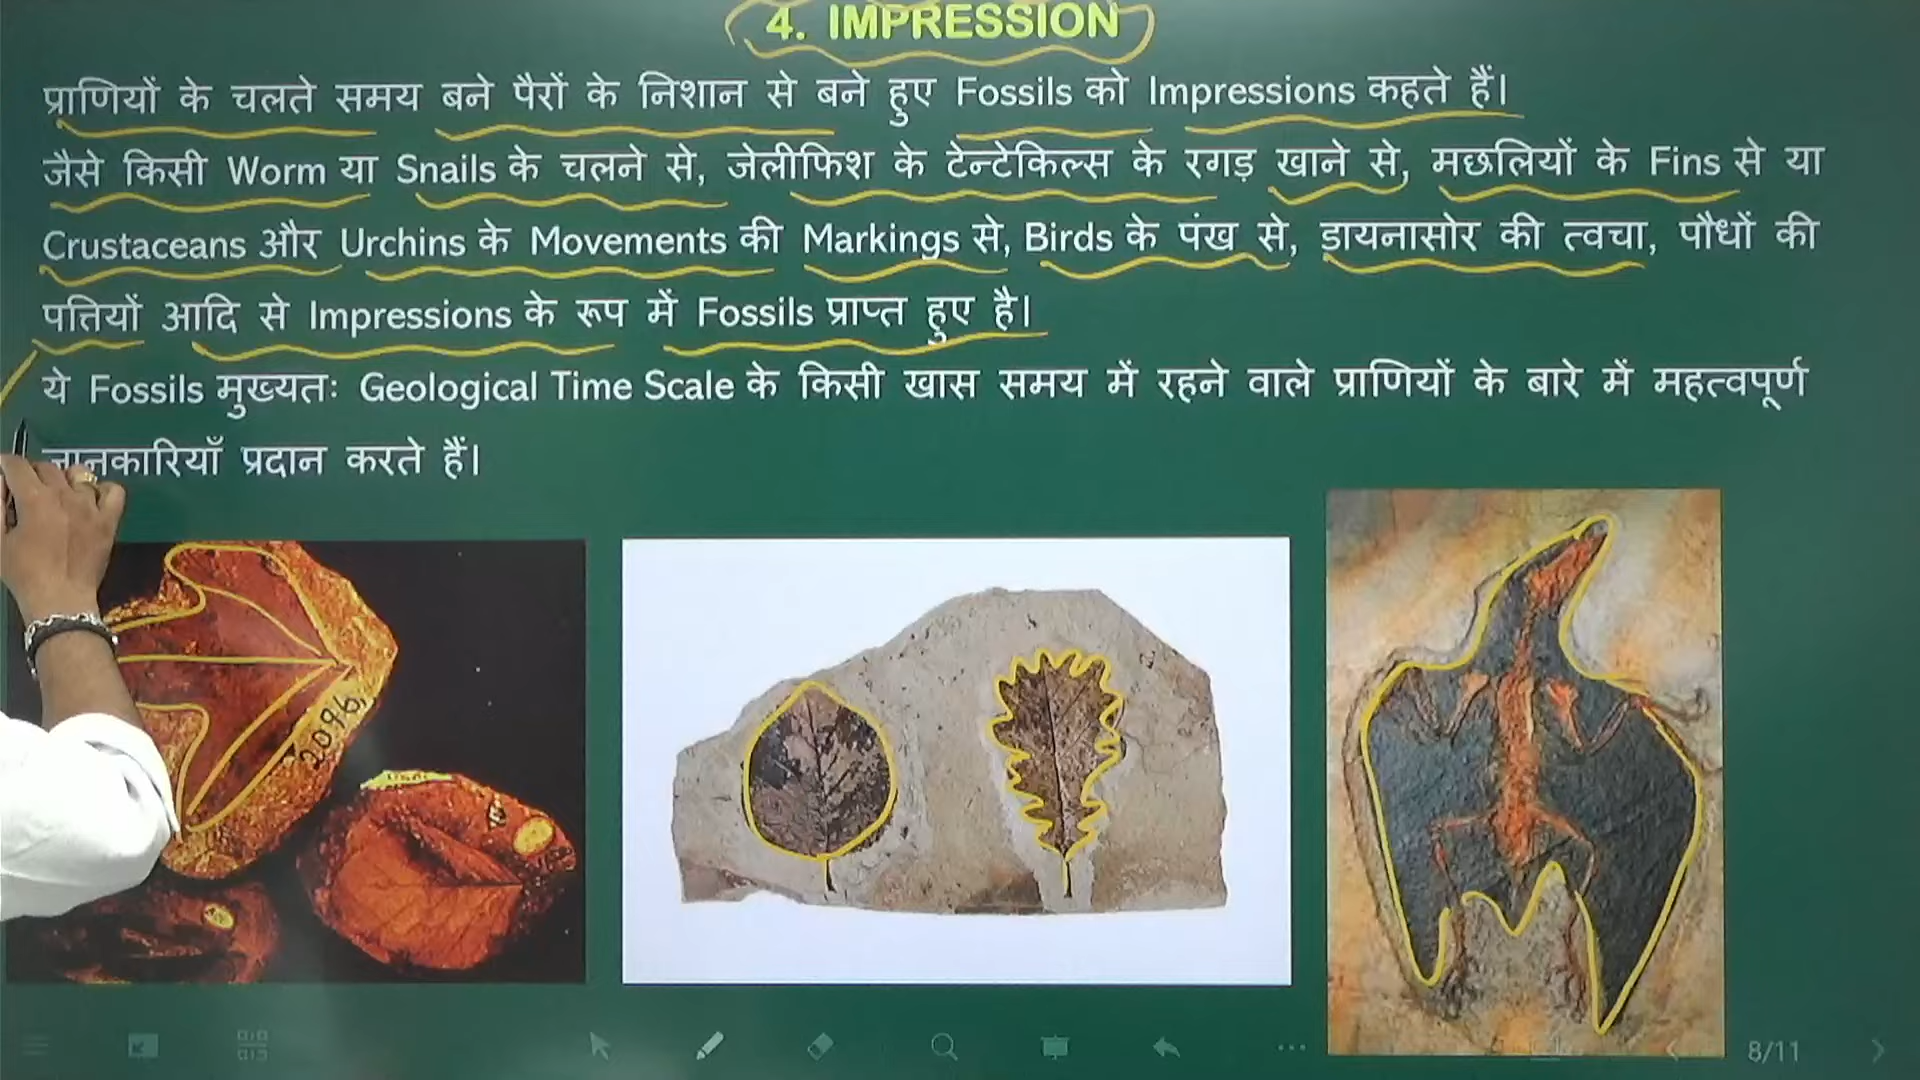 4. IMPRESSION
प्राणियों के चलते समय बने पैरों के निशान से बने हुए Fossils को Impressions कहते हैं।
जैसे किसी Worm या Snails के चलने से, जेलीफिश के टेन्टेकिल्स के रगड़ खाने से, मछलियों के Fins से या
Crustaceans और Urchins के Movements की Markings से, Birds के पंख से, डायनासोर की त्वचा, पौधों की
पत्तियों आदि से Impressions के रूप में Fossils प्राप्त हुए है।
ये Fossils मुख्यतः Geological Time Scale के किसी खास समय में रहने वाले प्राणियों के बारे में महत्वपूर्ण
जानकारियाँ प्रदान करते हैं।
22096,
8/11